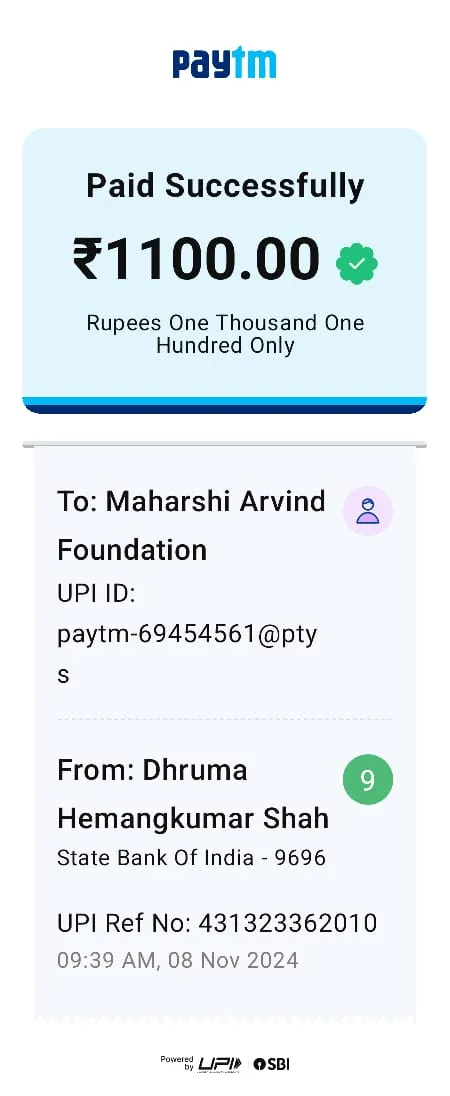 paytm
Paid Successfully
₹1100.00
Rupees One Thousand One
Hundred Only
To: Maharshi Arvind
Foundation
UPI ID:
paytm-69454561@pty
s
From: Dhruma
9
Hemangkumar Shah
State Bank Of India - 9696
UPI Ref No: 431323362010
09:39 AM, 08 Nov 2024
Powered
by
UPI
SBI